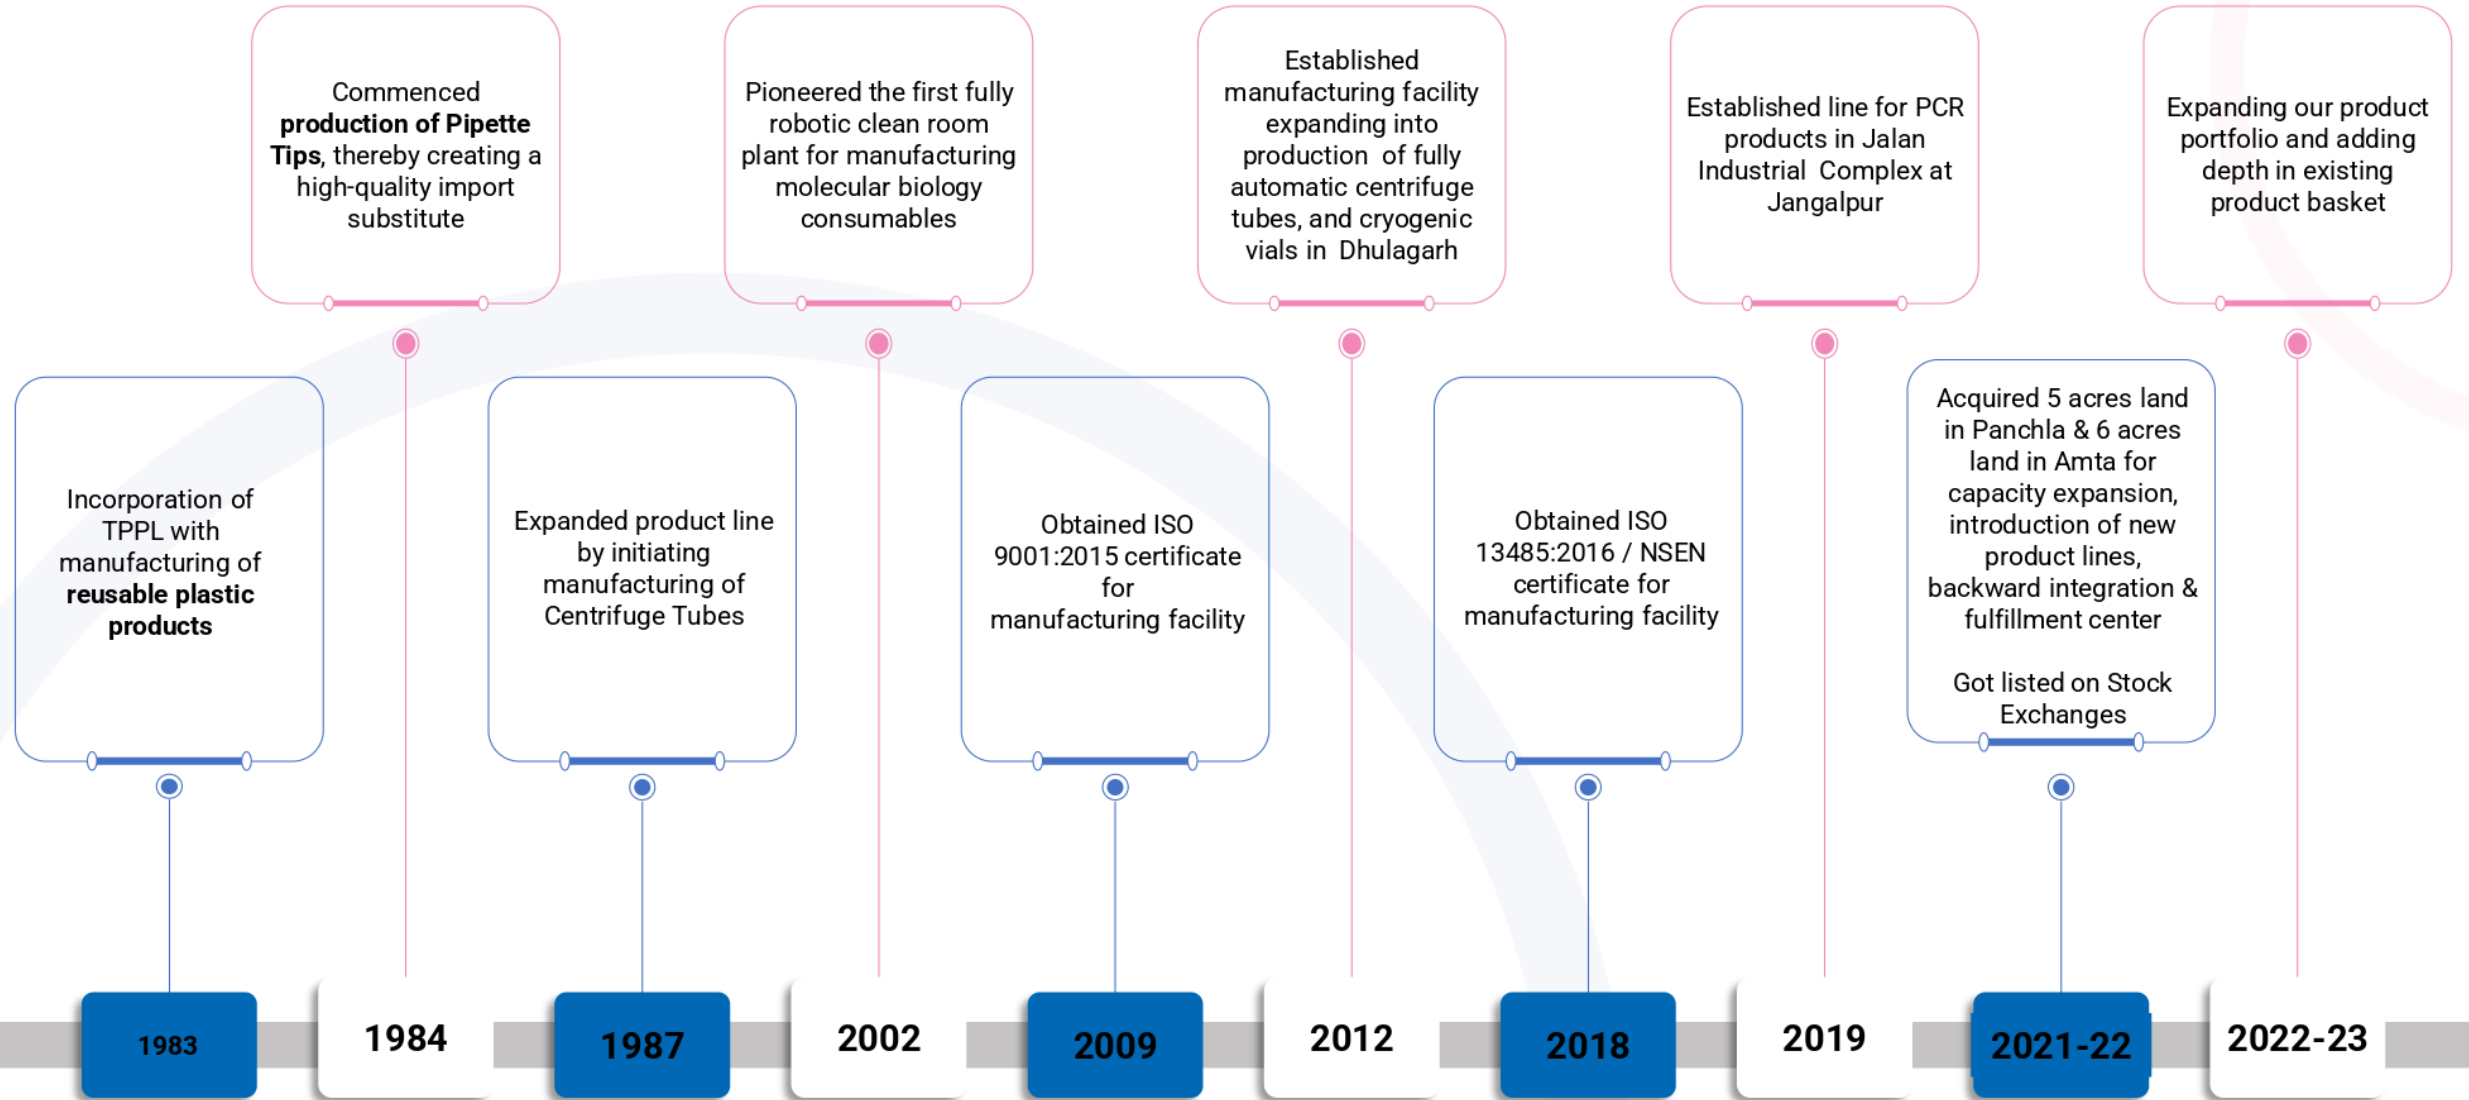 Commenced
production of Pipette
Tips, thereby creating a
high-quality import
substitute
Pioneered the first fully
robotic clean room
plant for manufacturing
molecular biology
consumables
Established
manufacturing facility
expanding into
production of fully
automatic centrifuge
tubes, and cryogenic
vials in Dhulagarh
Established line for PCR
products in Jalan
Industrial Complex at
Jangalpur
Expanding our product
portfolio and adding
depth in existing
product basket
Incorporation of
TPPL with
manufacturing of
reusable plastic
products
Expanded product line
by initiating
manufacturing of
Centrifuge Tubes
Obtained ISO
9001:2015 certificate
for
manufacturing facility
Obtained ISO
13485:2016 / NSEN
certificate for
manufacturing facility
Acquired 5 acres land
in Panchla & 6 acres
land in Amta for
capacity expansion,
introduction of new
product lines,
backward integration &
fulfillment center
Got listed on Stock
Exchanges
1983
1984
1987
2002
2009
2012
2018
2019
2021-22
2022-23